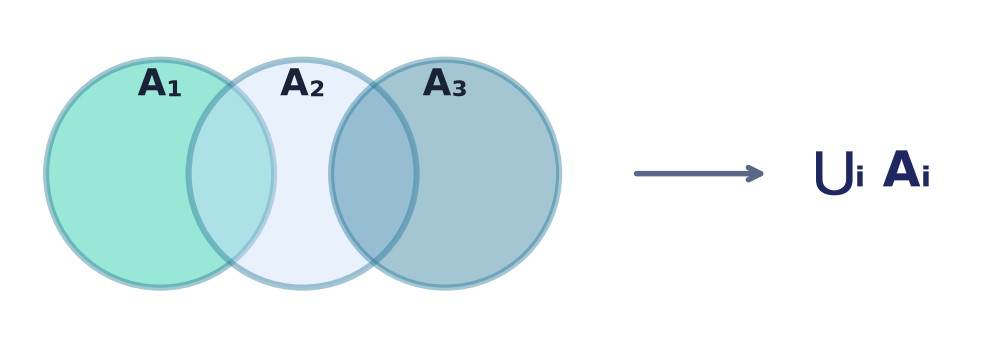 A₁ A₂ A₃
⋃ᵢ Aᵢ